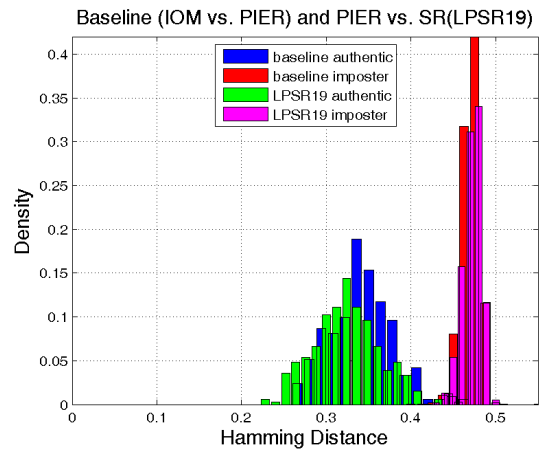 Baseline (IOM vs. PIER) and PIER vs. SR(LPSR19)
baseline authentic
baseline imposter
LPSR19 authentic
LPSR19 imposter
Density
0.4
0.35
0.3
0.25
0.2
0.15
0.1
0.05
0
0 0.1 0.2 0.3 0.4 0.5
Hamming Distance